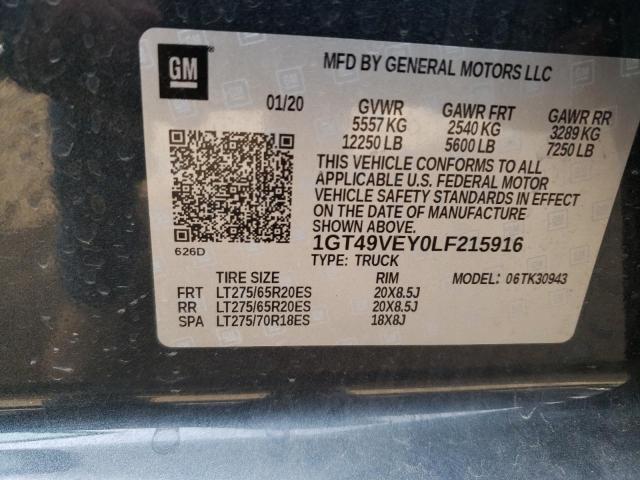 GM
MFD BY GENERAL MOTORS LLC
01/20 GVWR GAWR FRT GAWR RR
5557 KG 2540 KG 3289 KG
12250 LB 5600 LB 7250 LB
THIS VEHICLE CONFORMS TO ALL
APPLICABLE U.S. FEDERAL MOTOR
VEHICLE SAFETY STANDARDS IN EFFECT
ON THE DATE OF MANUFACTURE
SHOWN ABOVE.
626D 1GT49VEY0LF215916
TYPE: TRUCK
TIRE SIZE RIM MODEL: 06TK30943
FRT LT275/65R20ES 20X8.5J
RR LT275/65R20ES 20X8.5J
SPA LT275/70R18ES 18X8J